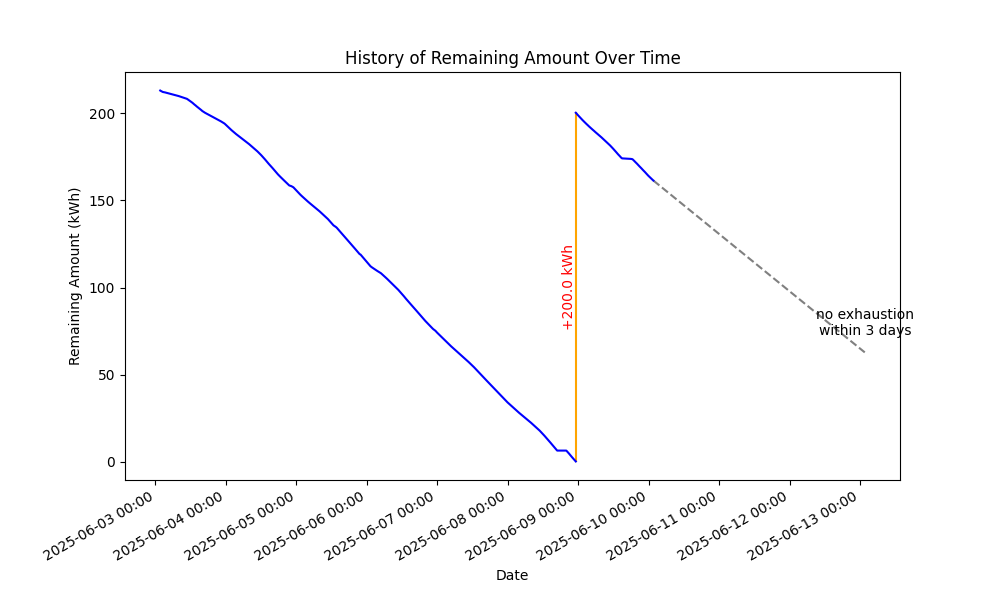 History of Remaining Amount Over Time
Remaining Amount (kWh)
200
150
100
50
0
+200.0 kWh
no exhaustion
within 3 days
2025-06-03 00:00
2025-06-04 00:00
2025-06-05 00:00
2025-06-06 00:00
2025-06-07 00:00
2025-06-08 00:00
2025-06-09 00:00
2025-06-10 00:00
2025-06-11 00:00
2025-06-12 00:00
2025-06-13 00:00
Date